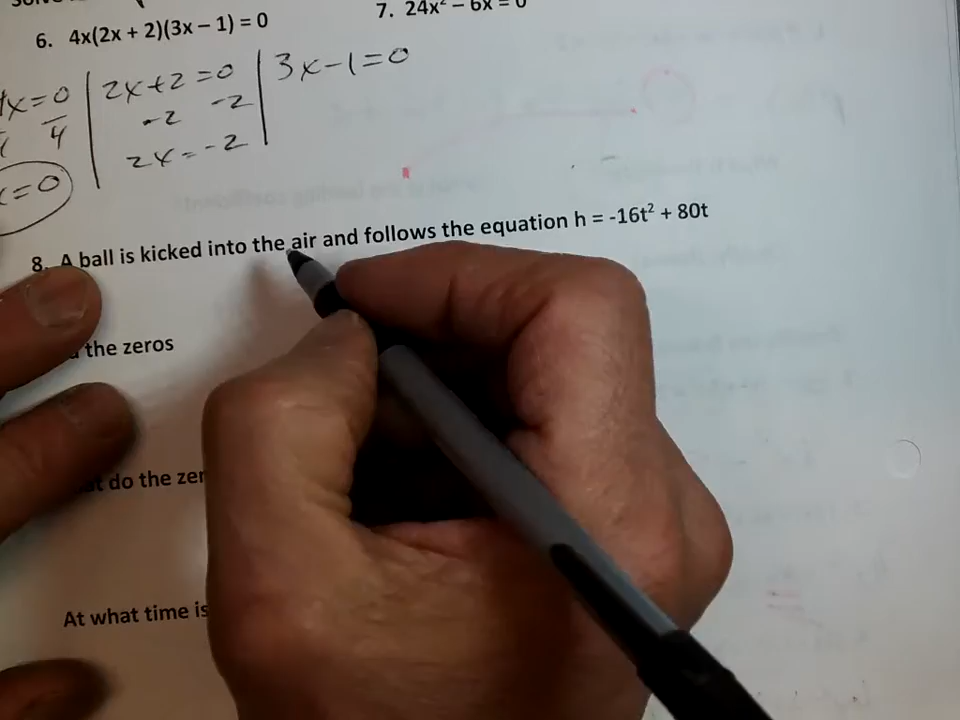 6. 4x(2x + 2)(3x – 1) = 0
7. 24x² – 6x = 0
x=0 | 2x+2=0 | 3x-1=0
4 -2 -2
2x=-2
=0
8. A ball is kicked into the air and follows the equation h = -16t² + 80t
the zeros
do the
At what time is